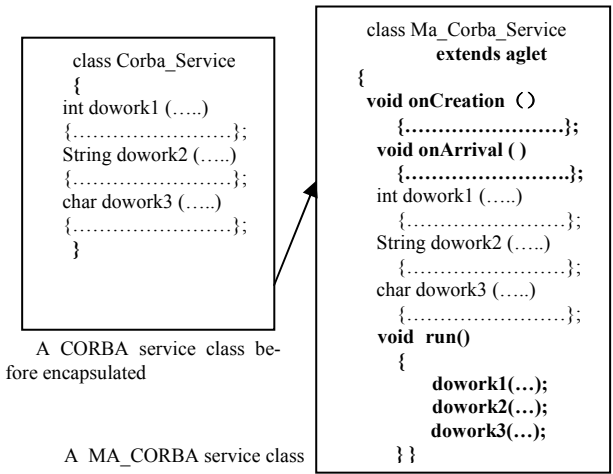 class Corba_Service
{
int dowork1 (…..)
{……………………};
String dowork2 (…..)
{……………………};
char dowork3 (…..)
{……………………};
}
A CORBA service class be-
fore encapsulated
class Ma_Corba_Service
extends aglet
{
void onCreation （）
{…………………….};
void onArrival ( )
{……………………..};
int dowork1 (…..)
{……………………};
String dowork2 (…..)
{……………………};
char dowork3 (…..)
{……………………};
void run()
{
dowork1(…);
dowork2(…);
dowork3(…);
} }
A MA_CORBA service class